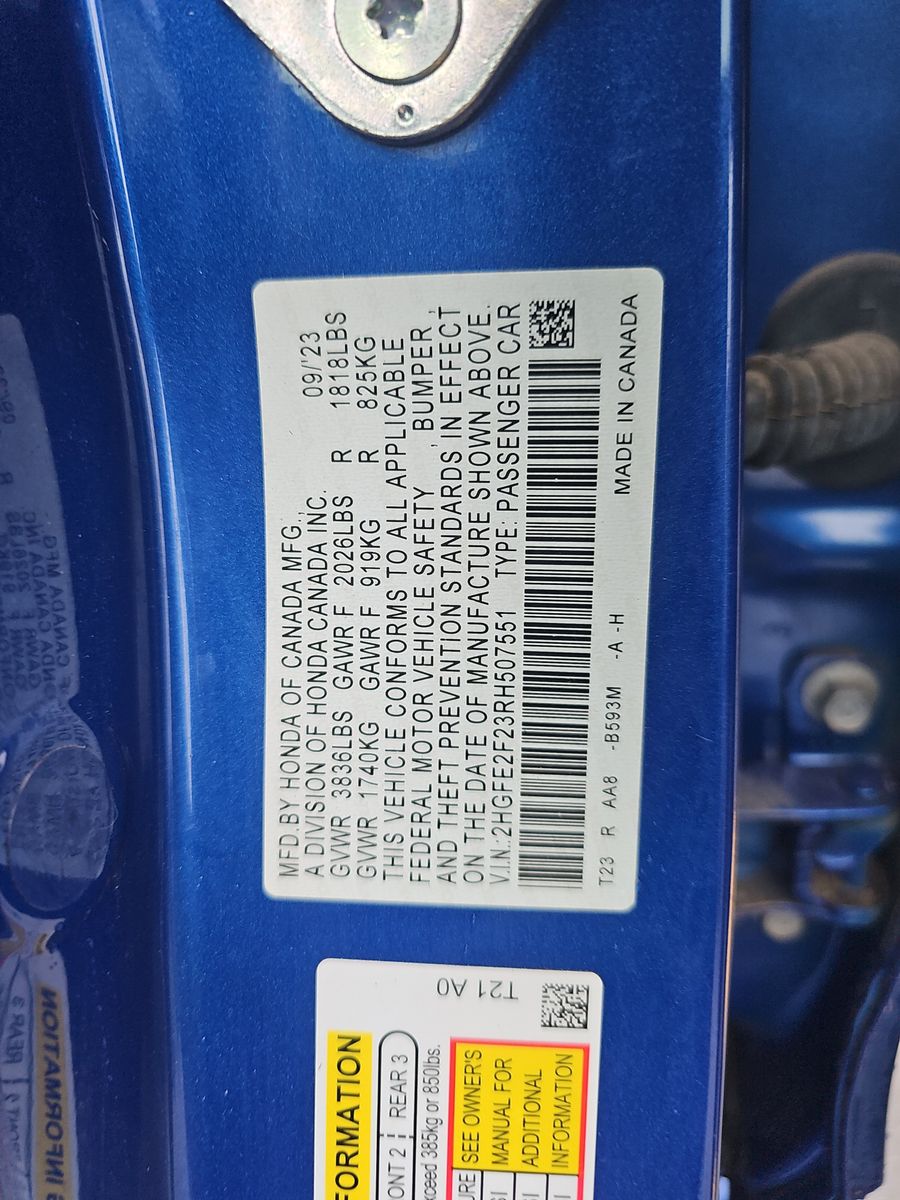 MFD.BY HONDA OF CANADA MFG.,
A DIVISION OF HONDA CANADA INC. 09/'23
GVWR 3836LBS GAWR F 2026LBS R 1818LBS
GVWR 1740KG GAWR F 919KG R 825KG
THIS VEHICLE CONFORMS TO ALL APPLICABLE
FEDERAL MOTOR VEHICLE SAFETY, BUMPER,
AND THEFT PREVENTION STANDARDS IN EFFECT
ON THE DATE OF MANUFACTURE SHOWN ABOVE.
V.I.N.:2HGFE2F23RH507551 TYPE: PASSENGER CAR
T23 R AA8 -B593M -A-H MADE IN CANADA
ORMATION
ONT 2 REAR 3
xceed 385kg or 850lbs.
URE SEE OWNER'S
MANUAL FOR
ADDITIONAL
INFORMATION
T21 A0